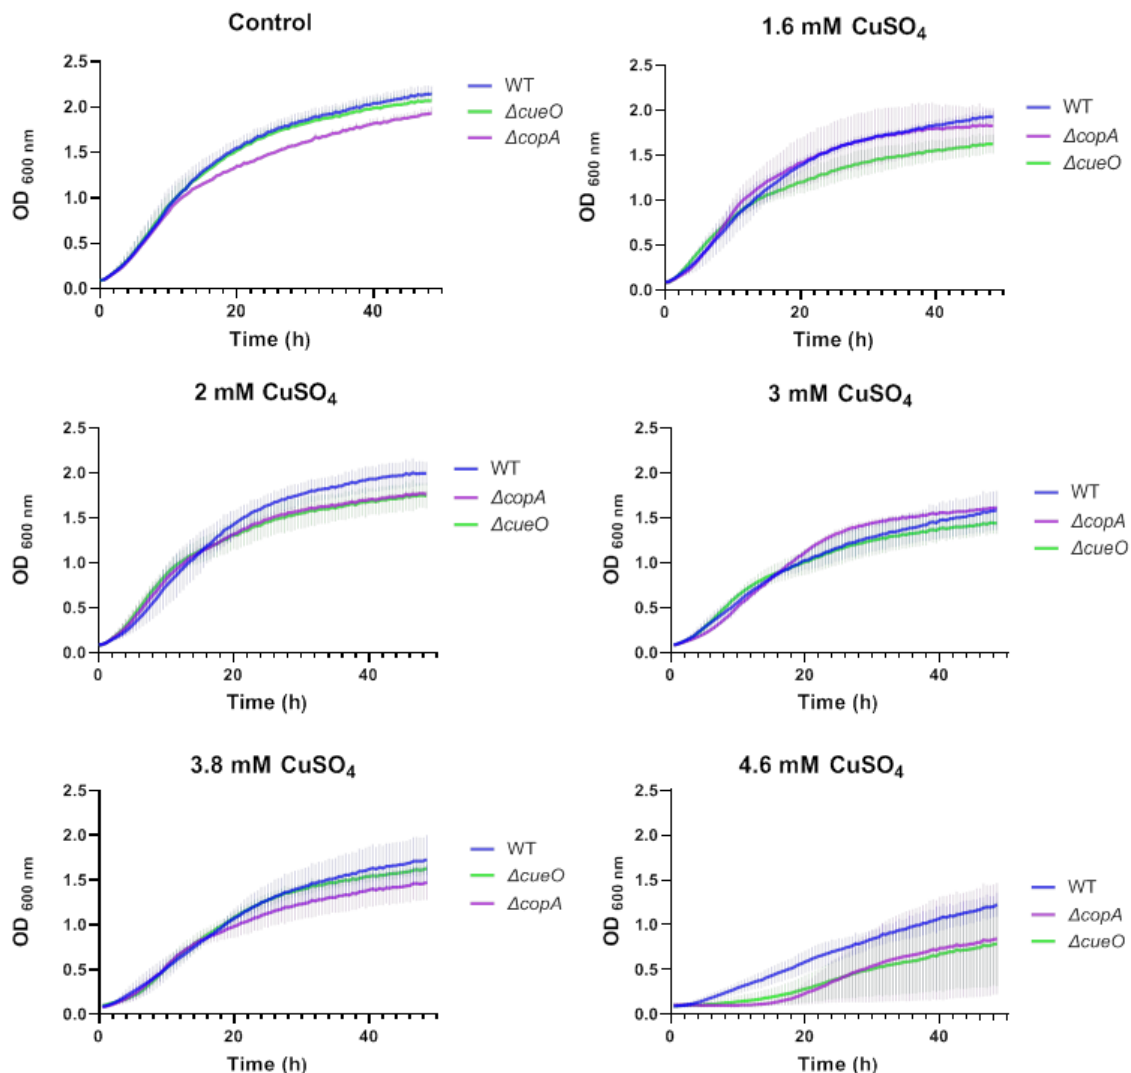 Control
2.5
2.0
1.5
1.0
0.5
0.0
OD 600 nm
0 20 40
Time (h)
WT
ΔcueO
ΔcopA
1.6 mM CuSO4
2.5
2.0
1.5
1.0
0.5
0.0
OD 600 nm
0 20 40
Time (h)
WT
ΔcopA
ΔcueO
2 mM CuSO4
2.5
2.0
1.5
1.0
0.5
0.0
OD 600 nm
0 20 40
Time (h)
WT
ΔcopA
ΔcueO
3 mM CuSO4
2.5
2.0
1.5
1.0
0.5
0.0
OD 600 nm
0 20 40
Time (h)
WT
ΔcopA
ΔcueO
3.8 mM CuSO4
2.5
2.0
1.5
1.0
0.5
0.0
OD 600 nm
0 20 40
Time (h)
WT
ΔcueO
ΔcopA
4.6 mM CuSO4
2.5
2.0
1.5
1.0
0.5
0.0
OD 600 nm
0 20 40
Time (h)
WT
ΔcopA
ΔcueO